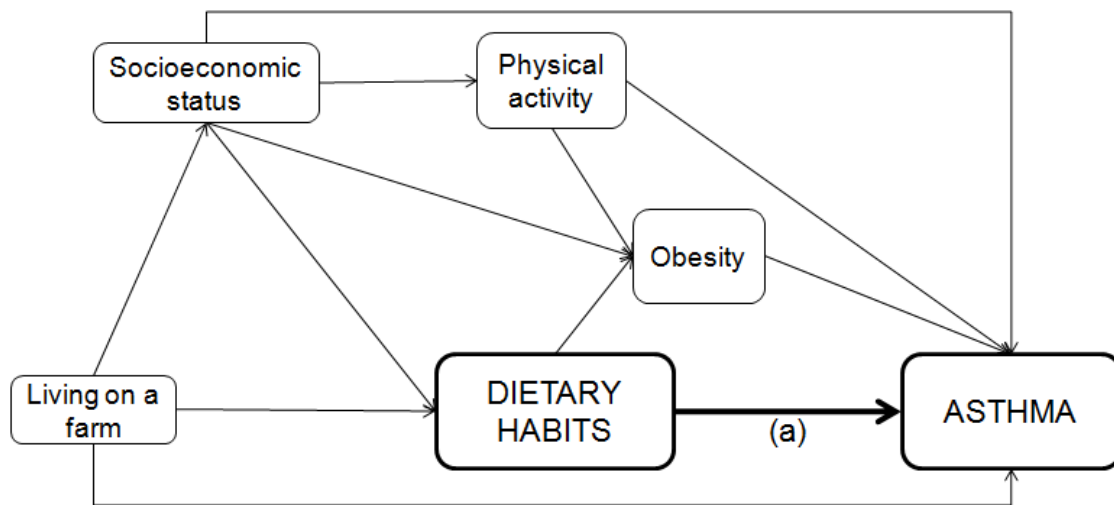 Socioeconomic
status
Physical
activity
Obesity
Living on a
farm
DIETARY
HABITS
(a)
ASTHMA